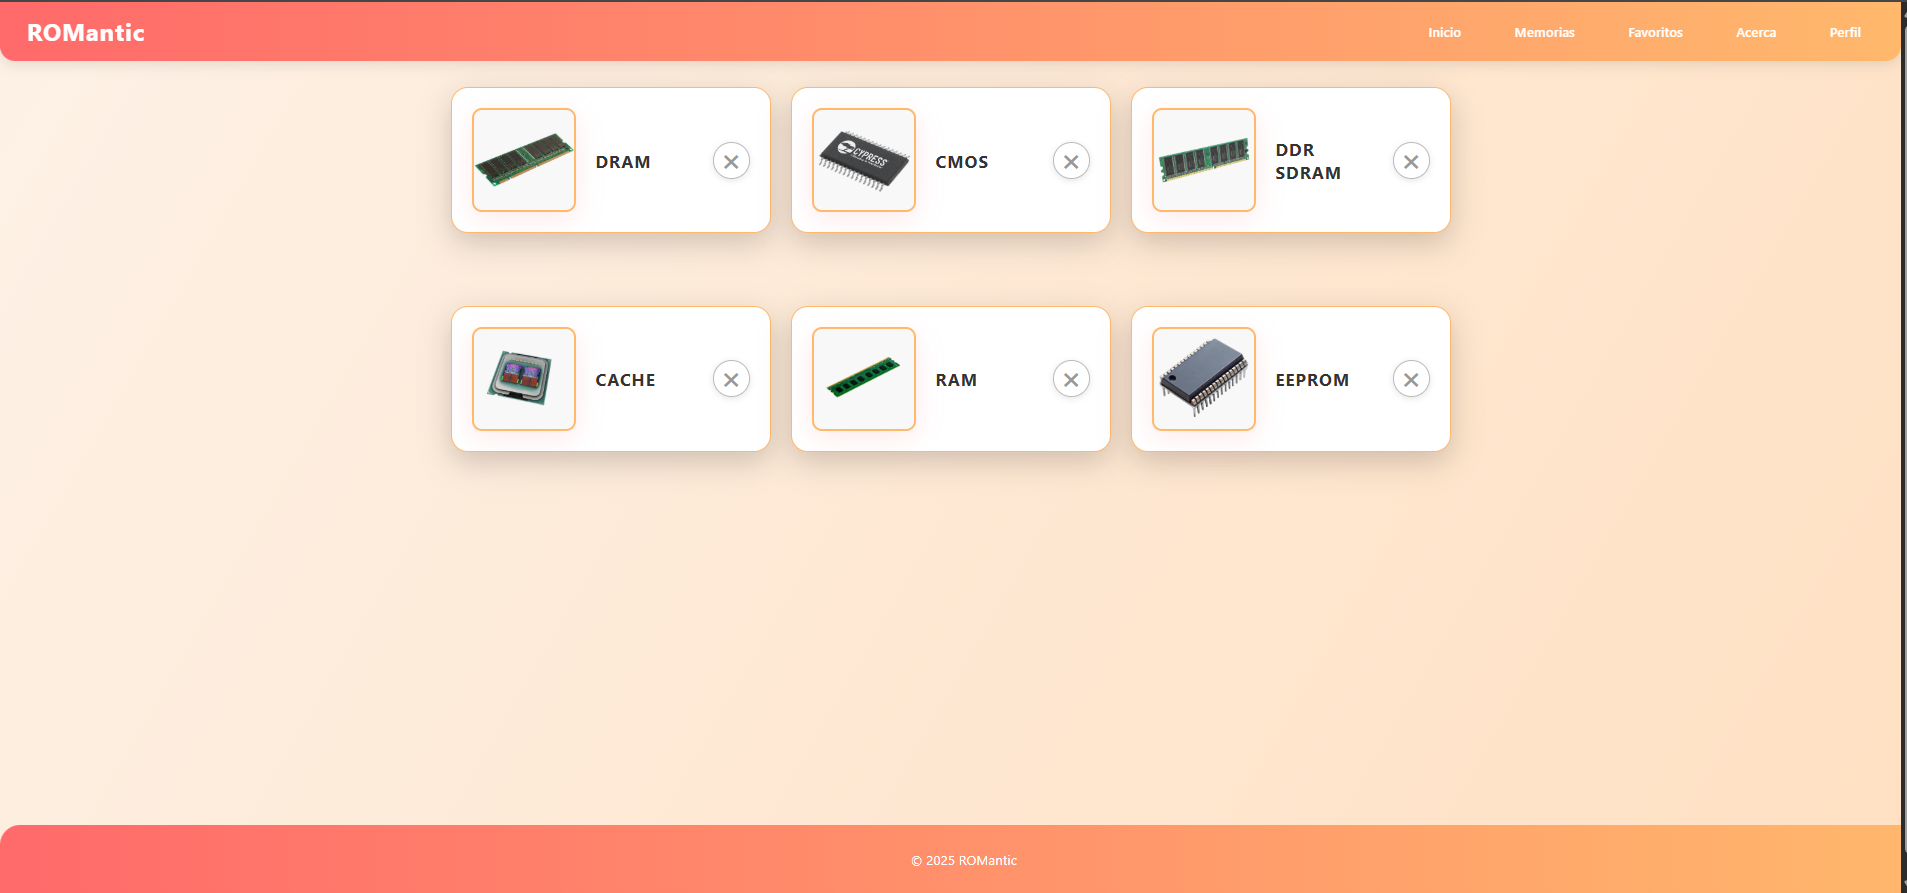 ROMantic
Inicio Memorias Favoritos Acerca Perfil
DRAM
CYPRESS
CMOS
DDR
SDRAM
CACHE
RAM
EEPROM
© 2025 ROMantic